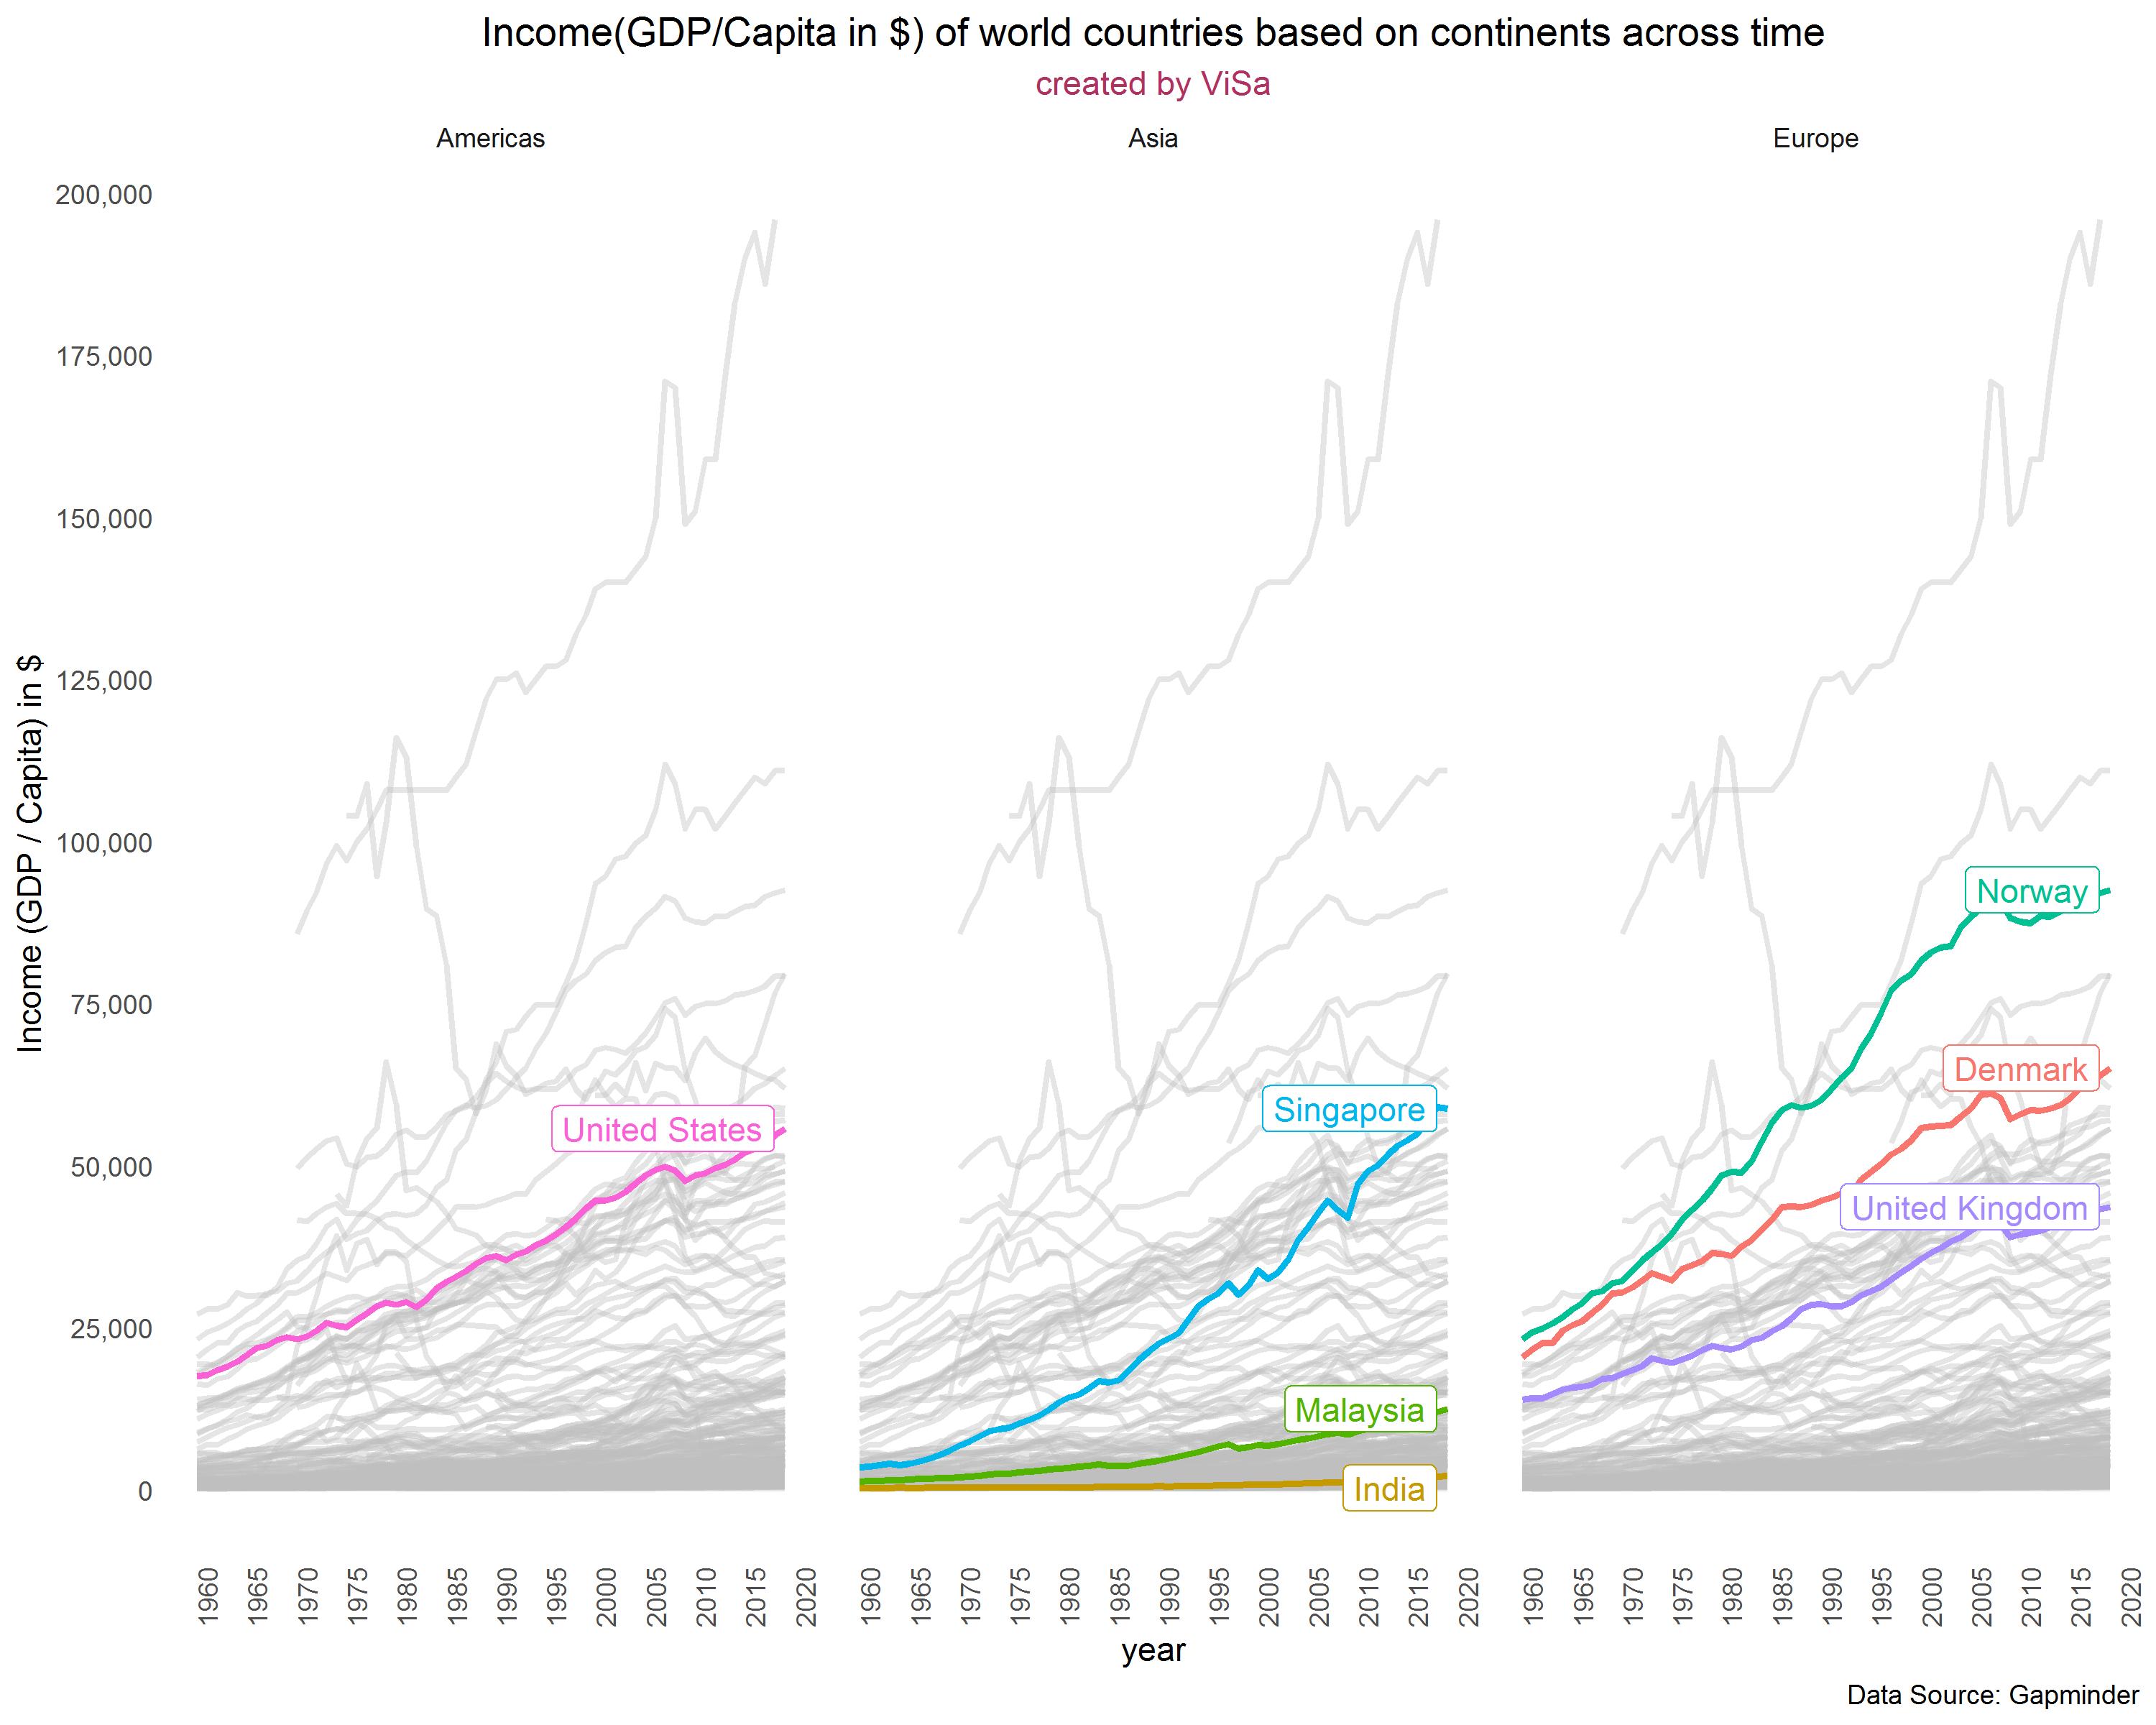 Income(GDP/Capita in $) of world countries based on continents across time
created by ViSa
Americas
Asia
Europe
Income (GDP / Capita) in $
200,000
175,000
150,000
125,000
100,000
75,000
50,000
25,000
0
United States
Singapore
Malaysia
India
Norway
Denmark
United Kingdom
1960 1965 1970 1975 1980 1985 1990 1995 2000 2005 2010 2015 2020
1960 1965 1970 1975 1980 1985 1990 1995 2000 2005 2010 2015 2020
1960 1965 1970 1975 1980 1985 1990 1995 2000 2005 2010 2015 2020
year
Data Source: Gapminder